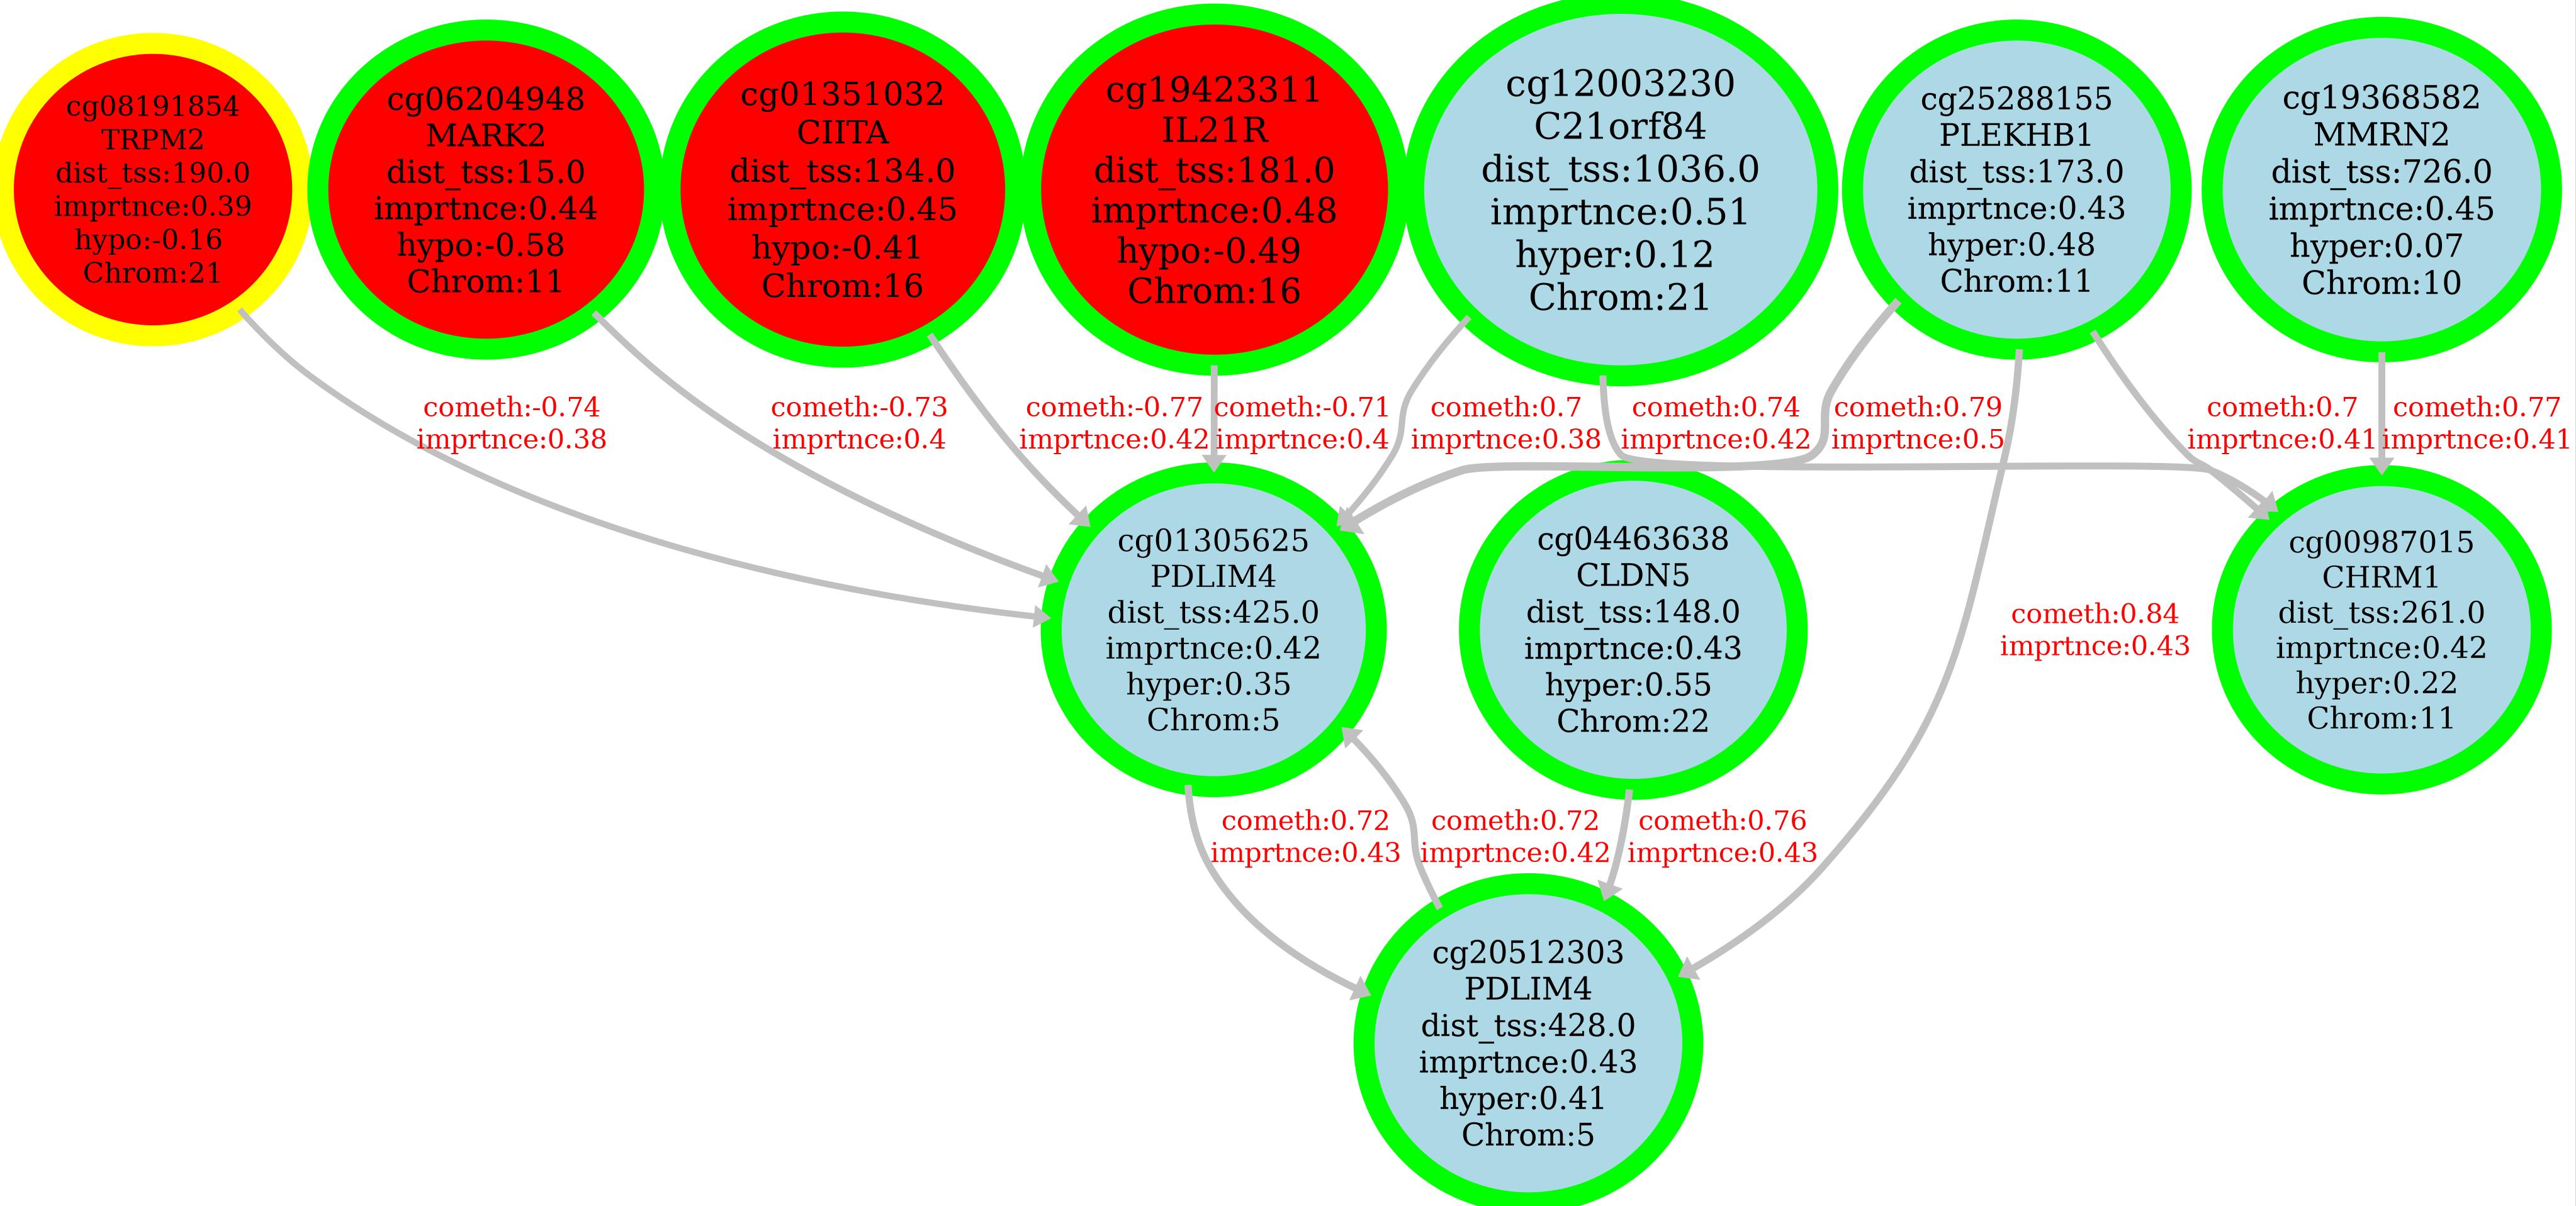 cg08191854
TRPM2
dist_tss:190.0
imprtnce:0.39
hypo:-0.16
Chrom:21
cg06204948
MARK2
dist_tss:15.0
imprtnce:0.44
hypo:-0.58
Chrom:11
cg01351032
CIITA
dist_tss:134.0
imprtnce:0.45
hypo:-0.41
Chrom:16
cg19423311
IL21R
dist_tss:181.0
imprtnce:0.48
hypo:-0.49
Chrom:16
cg12003230
C21orf84
dist_tss:1036.0
imprtnce:0.51
hyper:0.12
Chrom:21
cg25288155
PLEKHB1
dist_tss:173.0
imprtnce:0.43
hyper:0.48
Chrom:11
cg19368582
MMRN2
dist_tss:726.0
imprtnce:0.45
hyper:0.07
Chrom:10
cometh:-0.74
imprtnce:0.38
cometh:-0.73
imprtnce:0.4
cometh:-0.77
imprtnce:0.42
cometh:-0.71
imprtnce:0.4
cometh:0.7
imprtnce:0.38
cometh:0.74
imprtnce:0.42
cometh:0.79
imprtnce:0.5
cometh:0.7
imprtnce:0.41
cometh:0.77
imprtnce:0.41
cg01305625
PDLIM4
dist_tss:425.0
imprtnce:0.42
hyper:0.35
Chrom:5
cg04463638
CLDN5
dist_tss:148.0
imprtnce:0.43
hyper:0.55
Chrom:22
cometh:0.84
imprtnce:0.43
cg00987015
CHRM1
dist_tss:261.0
imprtnce:0.42
hyper:0.22
Chrom:11
cometh:0.72
imprtnce:0.43
cometh:0.72
imprtnce:0.42
cometh:0.76
imprtnce:0.43
cg20512303
PDLIM4
dist_tss:428.0
imprtnce:0.43
hyper:0.41
Chrom:5